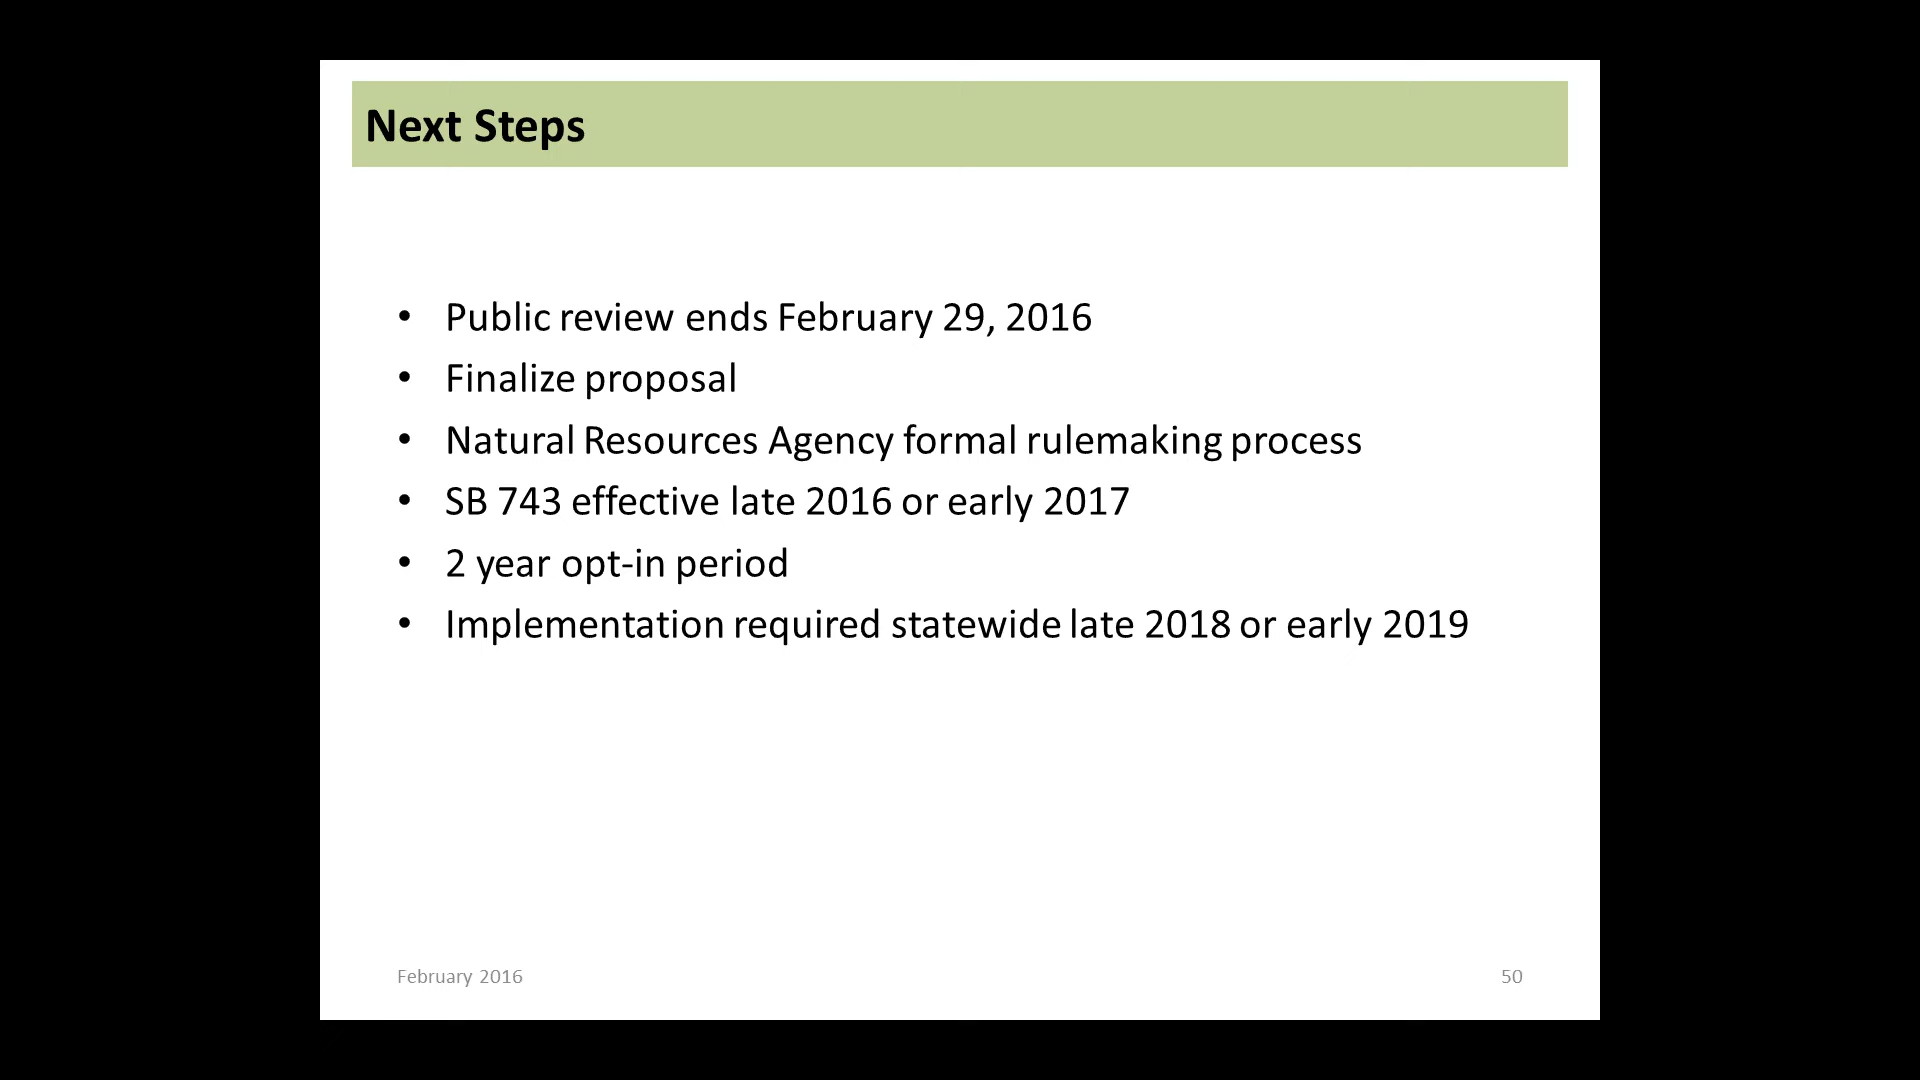 Next Steps
• Public review ends February 29, 2016
• Finalize proposal
• Natural Resources Agency formal rulemaking process
• SB 743 effective late 2016 or early 2017
• 2 year opt-in period
• Implementation required statewide late 2018 or early 2019
February 2016
50